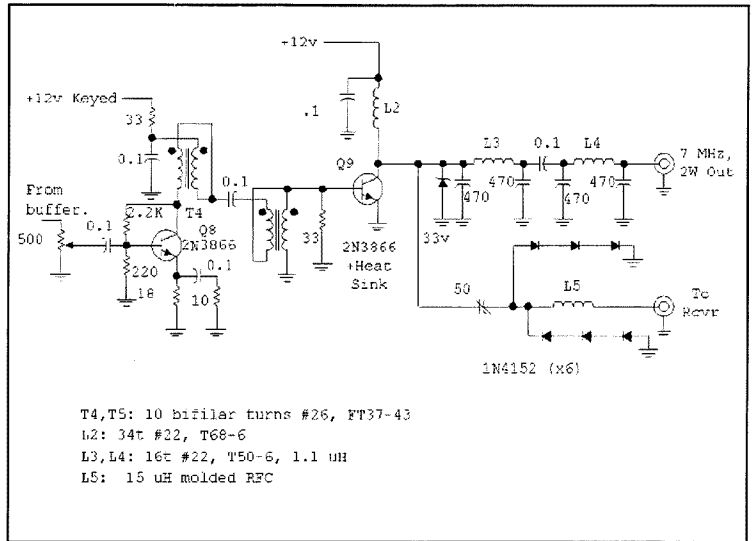 +12v
+12v Keyed
33
.1
L2
0.1
Q9
L3
0.1
L4
7 MHz,
2W Out
From
buffer.
0.1
500
2.2K
T4
0.1
Q8
2N3866
470
470
470
470
33v
33
2N3866
+Heat
Sink
220
18
0.1
10
50
L5
To
Rcvr
1N4152 (x6)
T4,T5: 10 bifilar turns #26, FT37-43
L2: 34t #22, T68-6
L3,L4: 16t #22, T50-6, 1.1 uH
L5: 15 uH molded RFC